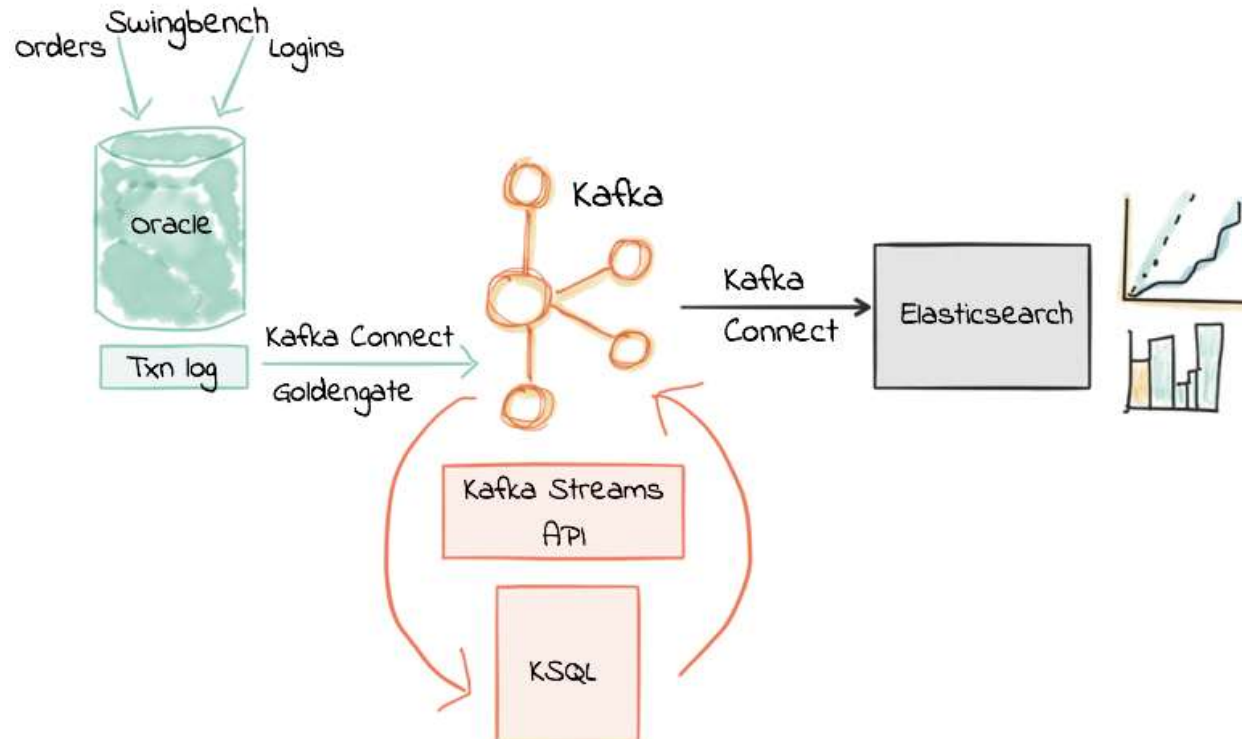 Swingbench
Orders
Logins
Oracle
Txn log
Kafka Connect
Goldengate
Kafka
Kafka Streams
API
KSQL
Kafka
Connect
Elasticsearch